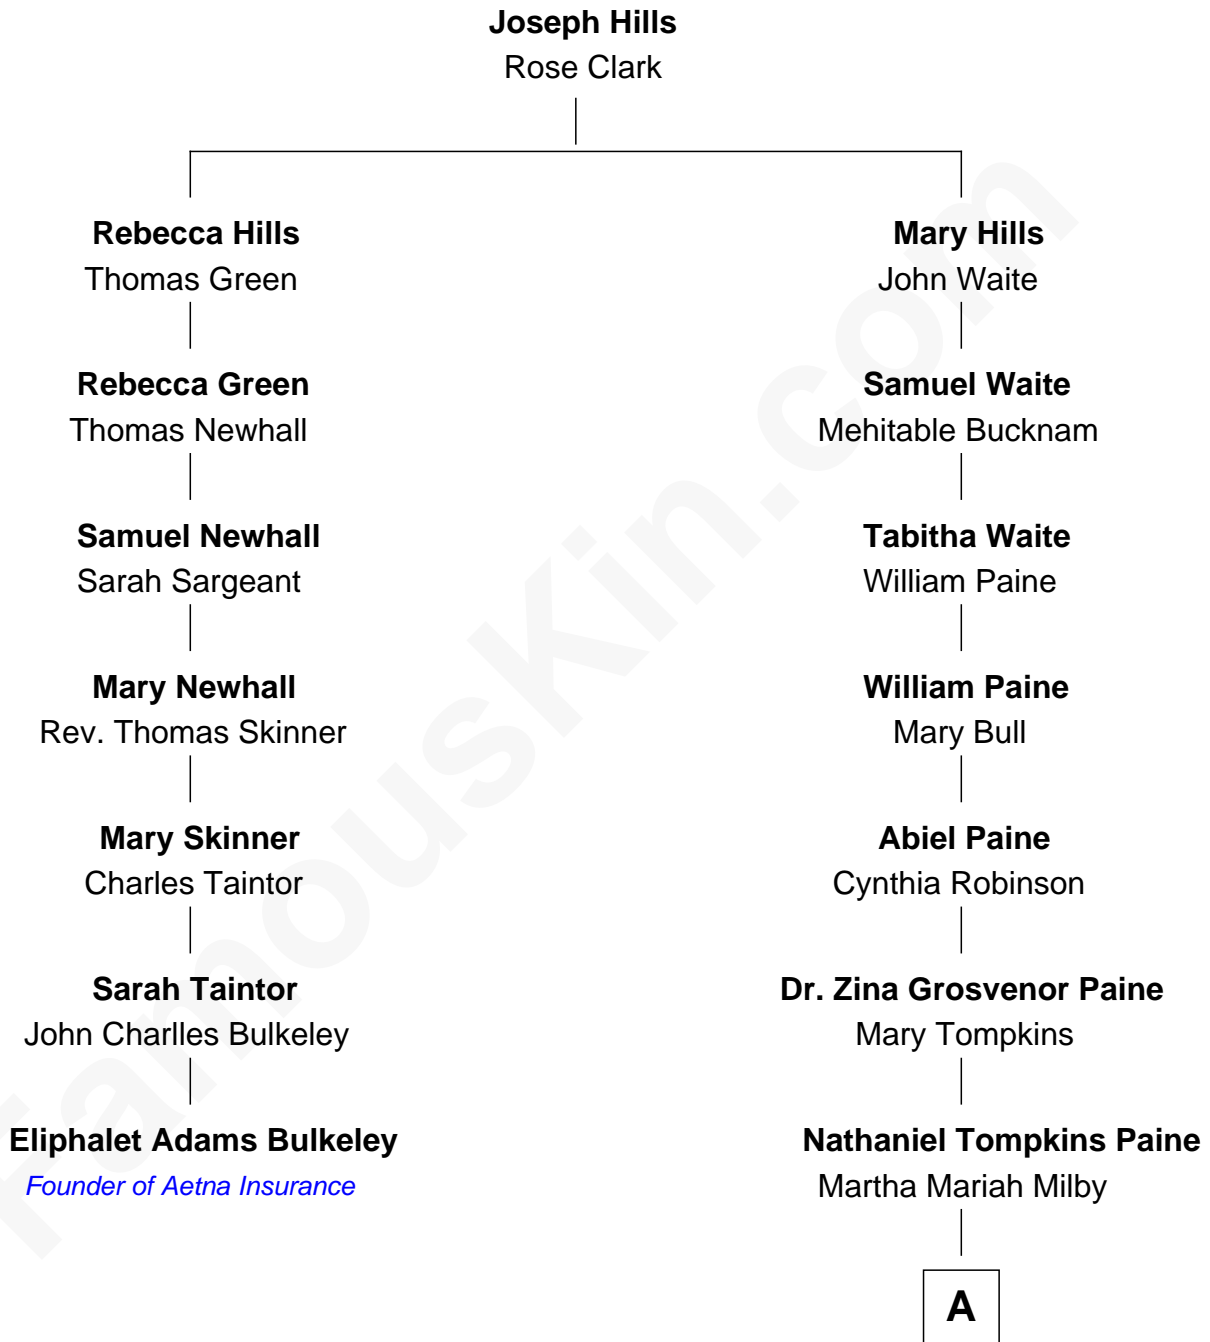 Joseph Hills
Rose Clark
Rebecca Hills
Thomas Green
Mary Hills
John Waite
Rebecca Green
Thomas Newhall
Samuel Waite
Mehitable Bucknam
Samuel Newhall
Sarah Sargeant
Tabitha Waite
William Paine
Mary Newhall
Rev. Thomas Skinner
William Paine
Mary Bull
Mary Skinner
Charles Taintor
Abiel Paine
Cynthia Robinson
Sarah Taintor
John Charlles Bulkeley
Dr. Zina Grosvenor Paine
Mary Tompkins
Eliphalet Adams Bulkeley
Founder of Aetna Insurance
Nathaniel Tompkins Paine
Martha Mariah Milby
A
FamousKin.com